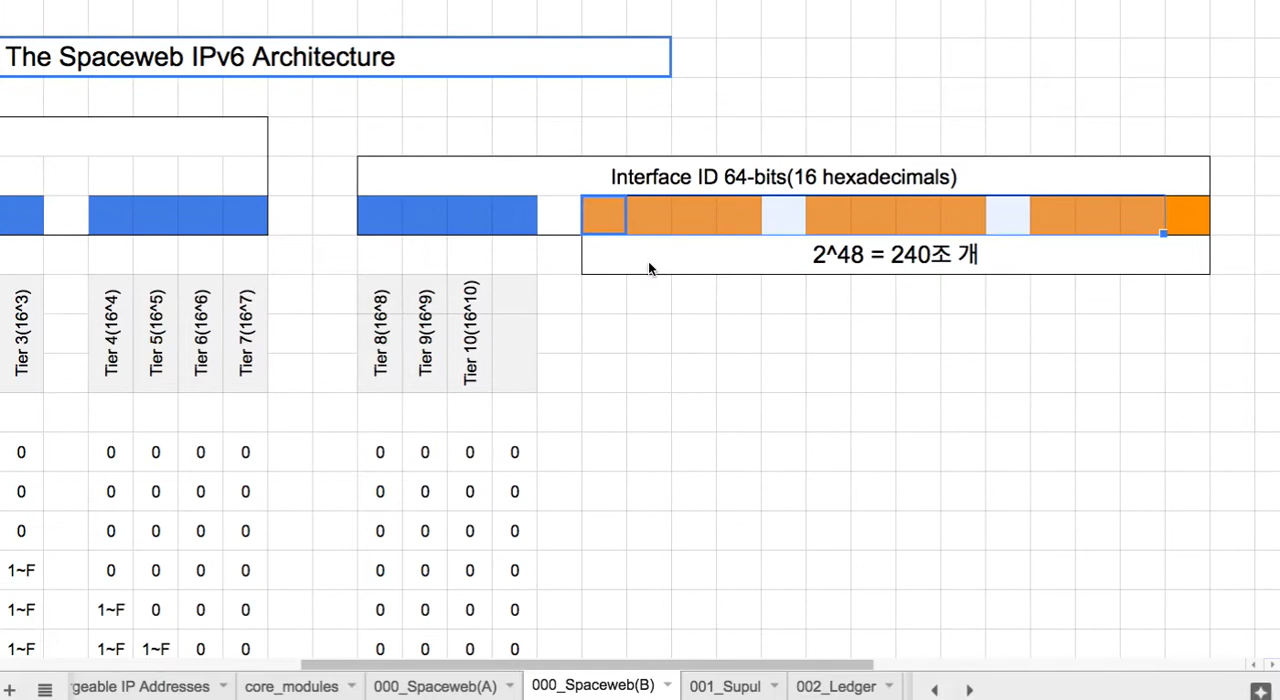 The Spaceweb IPv6 Architecture
Interface ID 64-bits(16 hexadecimals)
2^48 = 240조 개
Tier 3(16^3) Tier 4(16^4) Tier 5(16^5) Tier 6(16^6) Tier 7(16^7) Tier 8(16^8) Tier 9(16^9) Tier 10(16^10)
0 0 0 0 0 0 0 0 0
0 0 0 0 0 0 0 0 0
0 0 0 0 0 0 0 0 0
1~F 0 0 0 0 0 0 0 0
1~F 1~F 0 0 0 0 0 0 0
1~F 1~F 1~F 0 0 0 0 0 0
geable IP Addresses core_modules 000_Spaceweb(A) 000_Spaceweb(B) 001_Supul 002_Ledger